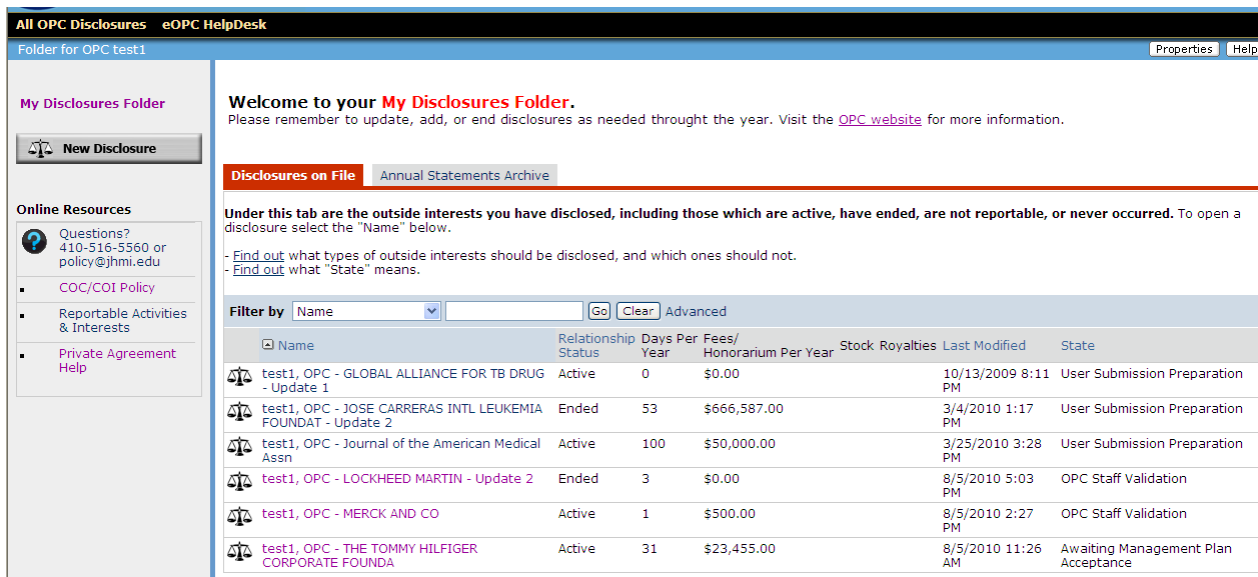 All OPC Disclosures eOPC HelpDesk
Folder for OPC test1
Properties Help
My Disclosures Folder
New Disclosure
Online Resources
Questions?
410-516-5560 or
policy@jhmi.edu
COC/COI Policy
Reportable Activities
& Interests
Private Agreement
Help
Welcome to your My Disclosures Folder.
Please remember to update, add, or end disclosures as needed throught the year. Visit the OPC website for more information.
Disclosures on File Annual Statements Archive
Under this tab are the outside interests you have disclosed, including those which are active, have ended, are not reportable, or never occurred. To open a
disclosure select the "Name" below.
- Find out what types of outside interests should be disclosed, and which ones should not.
- Find out what "State" means.
Filter by Name Go Clear Advanced
Name Relationship Status Days Per Year Fees/ Honorarium Per Year Stock Royalties Last Modified State
test1, OPC - GLOBAL ALLIANCE FOR TB DRUG Active 0 $0.00 10/13/2009 8:11 User Submission Preparation
- Update 1 PM
test1, OPC - JOSE CARRERAS INTL LEUKEMIA Ended 53 $666,587.00 3/4/2010 1:17 User Submission Preparation
FOUNDAT - Update 2 PM
test1, OPC - Journal of the American Medical Active 100 $50,000.00 3/25/2010 3:28 User Submission Preparation
Assn PM
test1, OPC - LOCKHEED MARTIN - Update 2 Ended 3 $0.00 8/5/2010 5:03 OPC Staff Validation
PM
test1, OPC - MERCK AND CO Active 1 $500.00 8/5/2010 2:27 OPC Staff Validation
PM
test1, OPC - THE TOMMY HILFIGER Active 31 $23,455.00 8/5/2010 11:26 Awaiting Management Plan
CORPORATE FOUNDA AM Acceptance